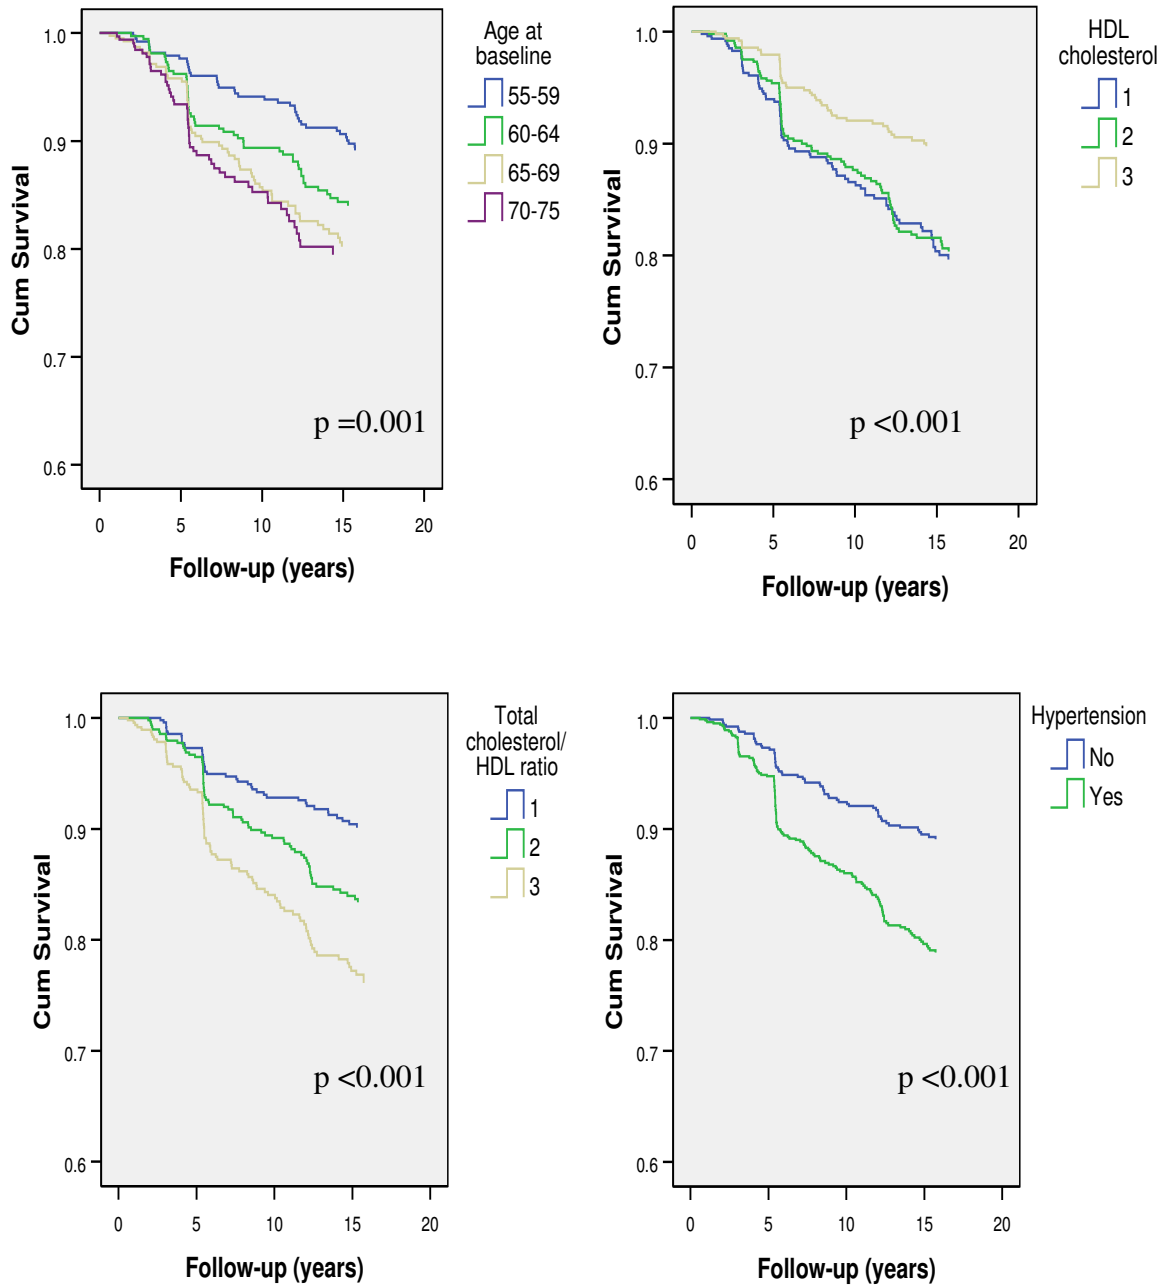 Age at
baseline
55-59
60-64
65-69
70-75
1.0
0.9
0.8
0.7
0.6
Cum Survival
p =0.001
0 5 10 15 20
Follow-up (years)
HDL
cholesterol
1
2
3
1.0
0.9
0.8
0.7
0.6
Cum Survival
p <0.001
0 5 10 15 20
Follow-up (years)
Total
cholesterol/
HDL ratio
1
2
3
1.0
0.9
0.8
0.7
0.6
Cum Survival
p <0.001
0 5 10 15 20
Follow-up (years)
Hypertension
No
Yes
1.0
0.9
0.8
0.7
0.6
Cum Survival
p <0.001
0 5 10 15 20
Follow-up (years)